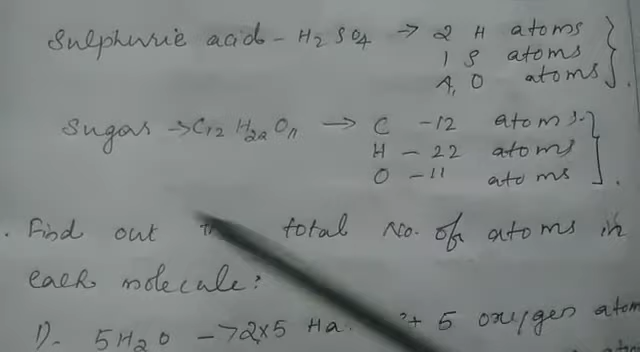 Sulphuric acid - H2SO4 → 2 H atoms
1 S atoms
4, O atoms
Sugar → C12 H22 O11 → C - 12 atoms
H - 22 atoms
O - 11 atoms
. Find out total No. of atoms in
each molecule:
1). 5H2O → 2x5 Ha + 5 oxygen atom